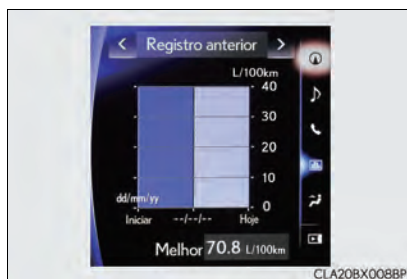 Registro anterior
L/100km
40
30
20
10
0
dd/mm/yy
Iniciar --/--/-- Hoje
Melhor 70.8 L/100km
CLA20BX008BP